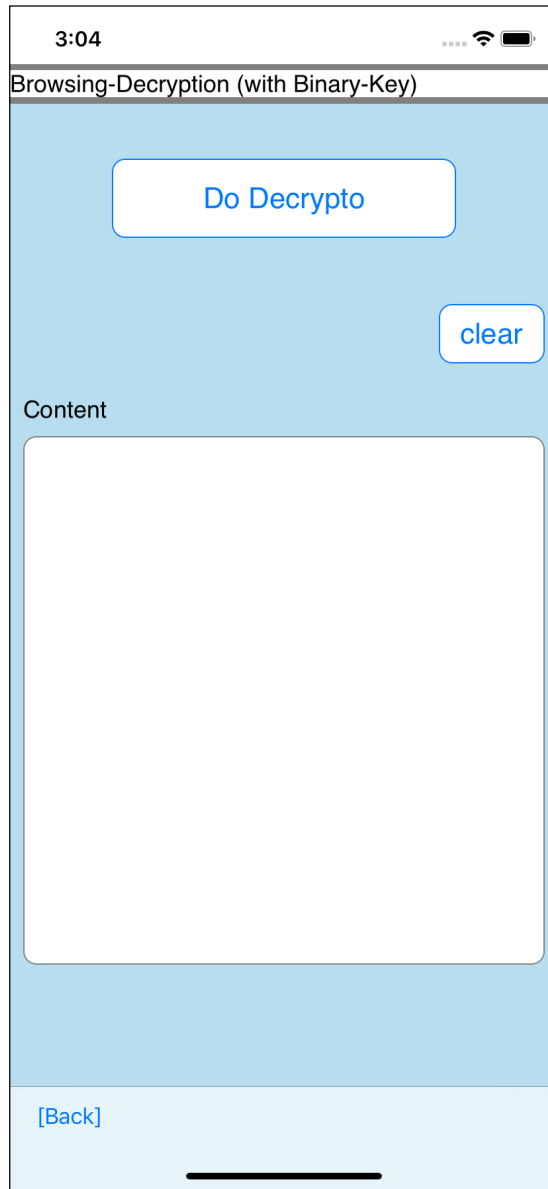 3:04
Browsing-Decryption (with Binary-Key)
Do Decrypto
clear
Content
[Back]